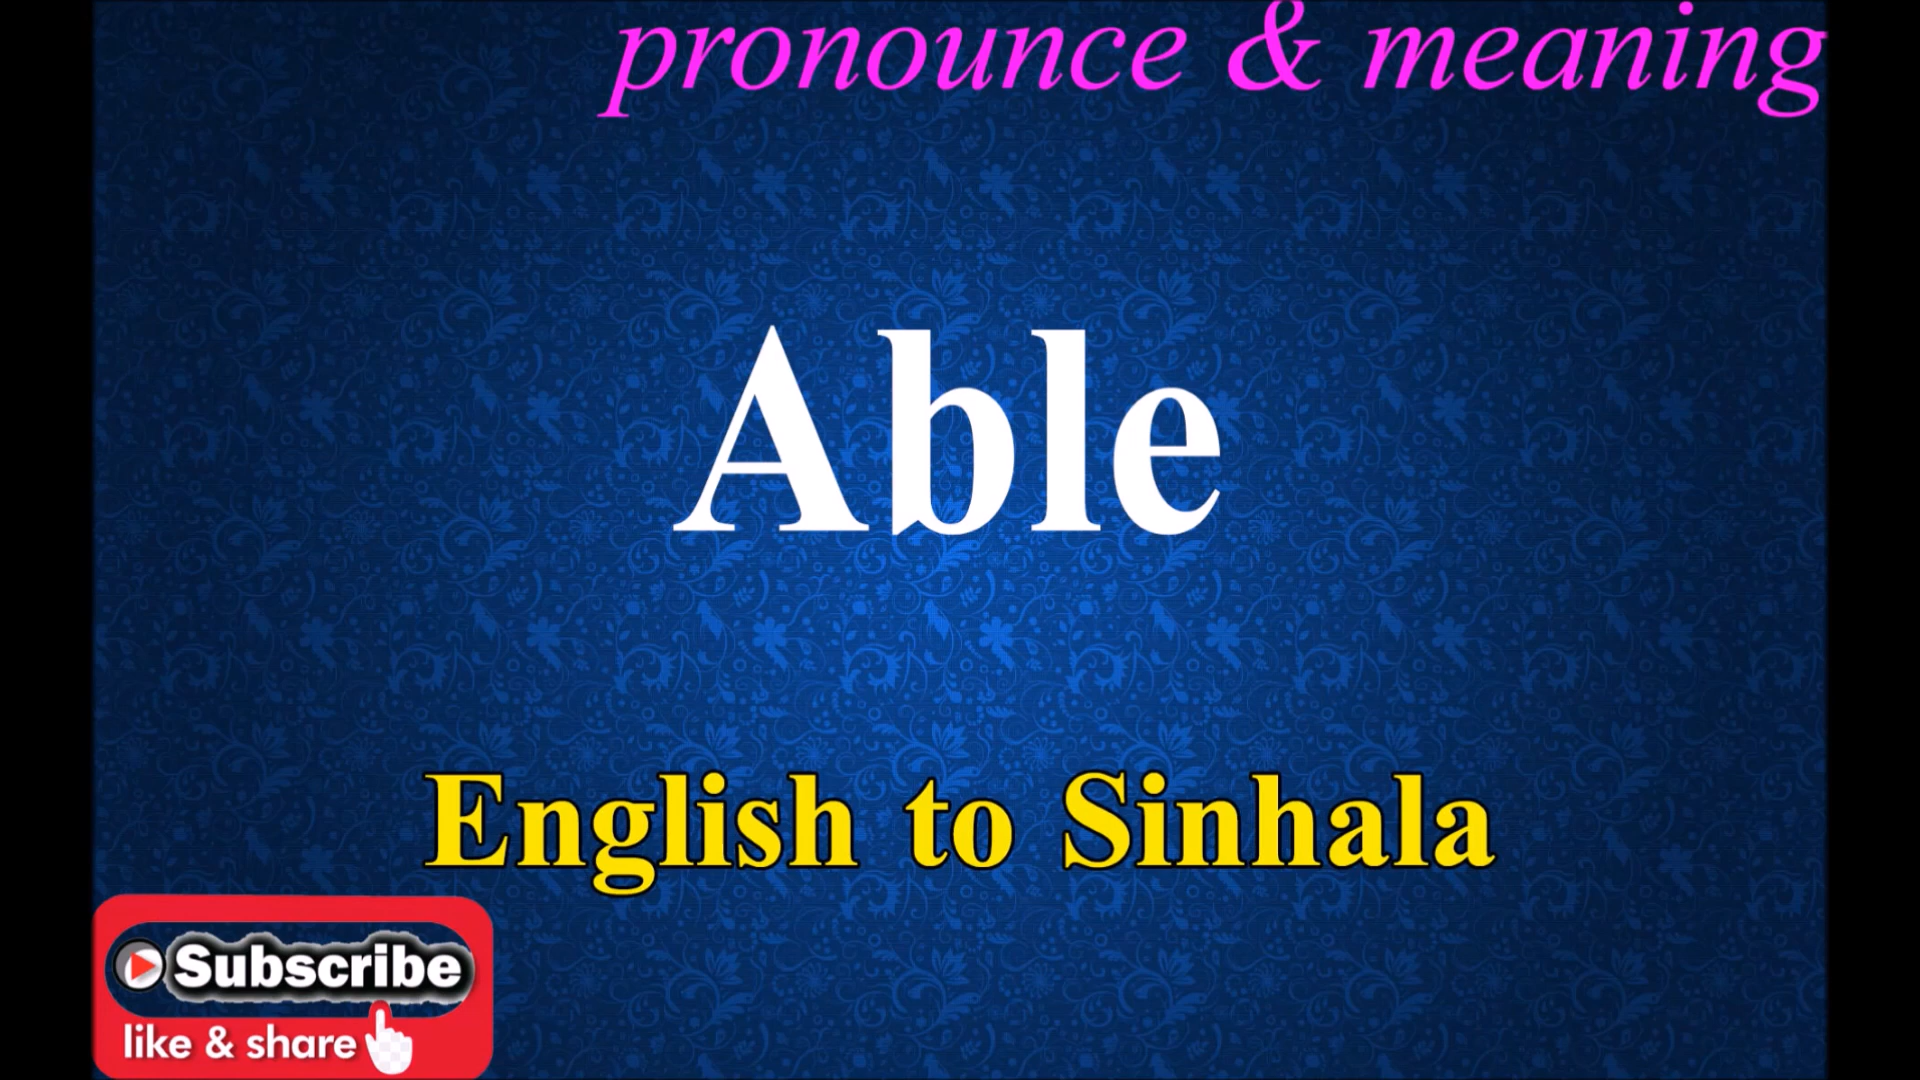 pronounce & meaning
Able
English to Sinhala
Subscribe
like & share